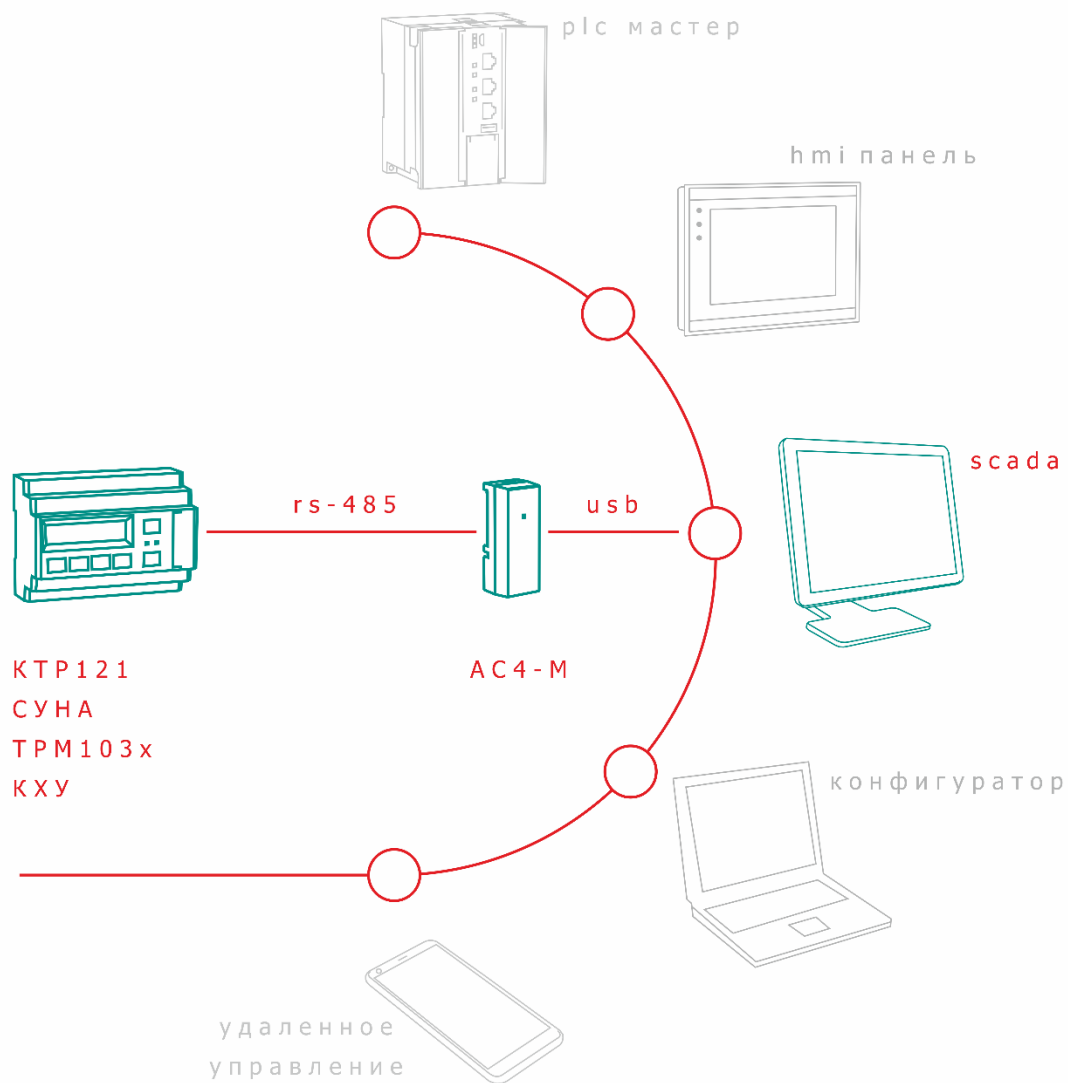 plc мастер
hmi панель
scada
rs-485
usb
КТР121
СУНА
ТРМ103х
КХУ
АС4-М
конфигуратор
удаленное
управление